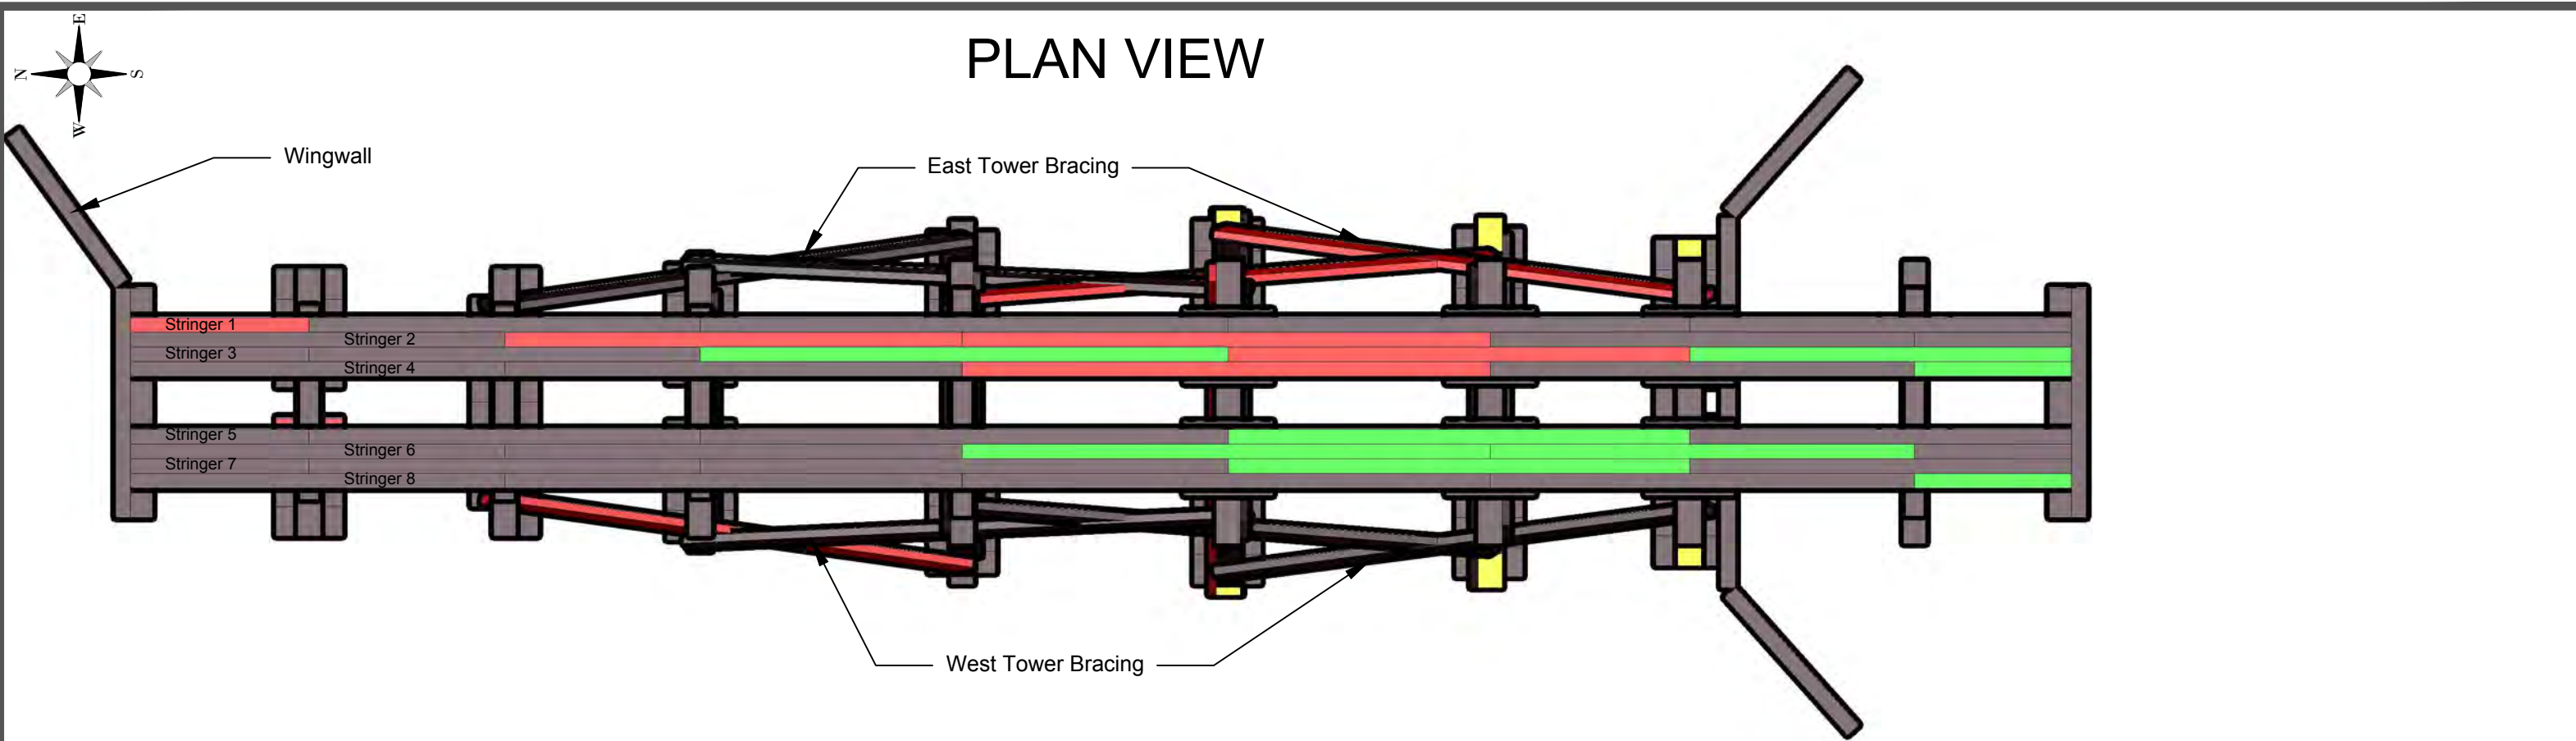 E
PLAN VIEW
N
S
W
Wingwall
East Tower Bracing
Stringer 1
Stringer 2
Stringer 3
Stringer 4
Stringer 5
Stringer 6
Stringer 7
Stringer 8
West Tower Bracing